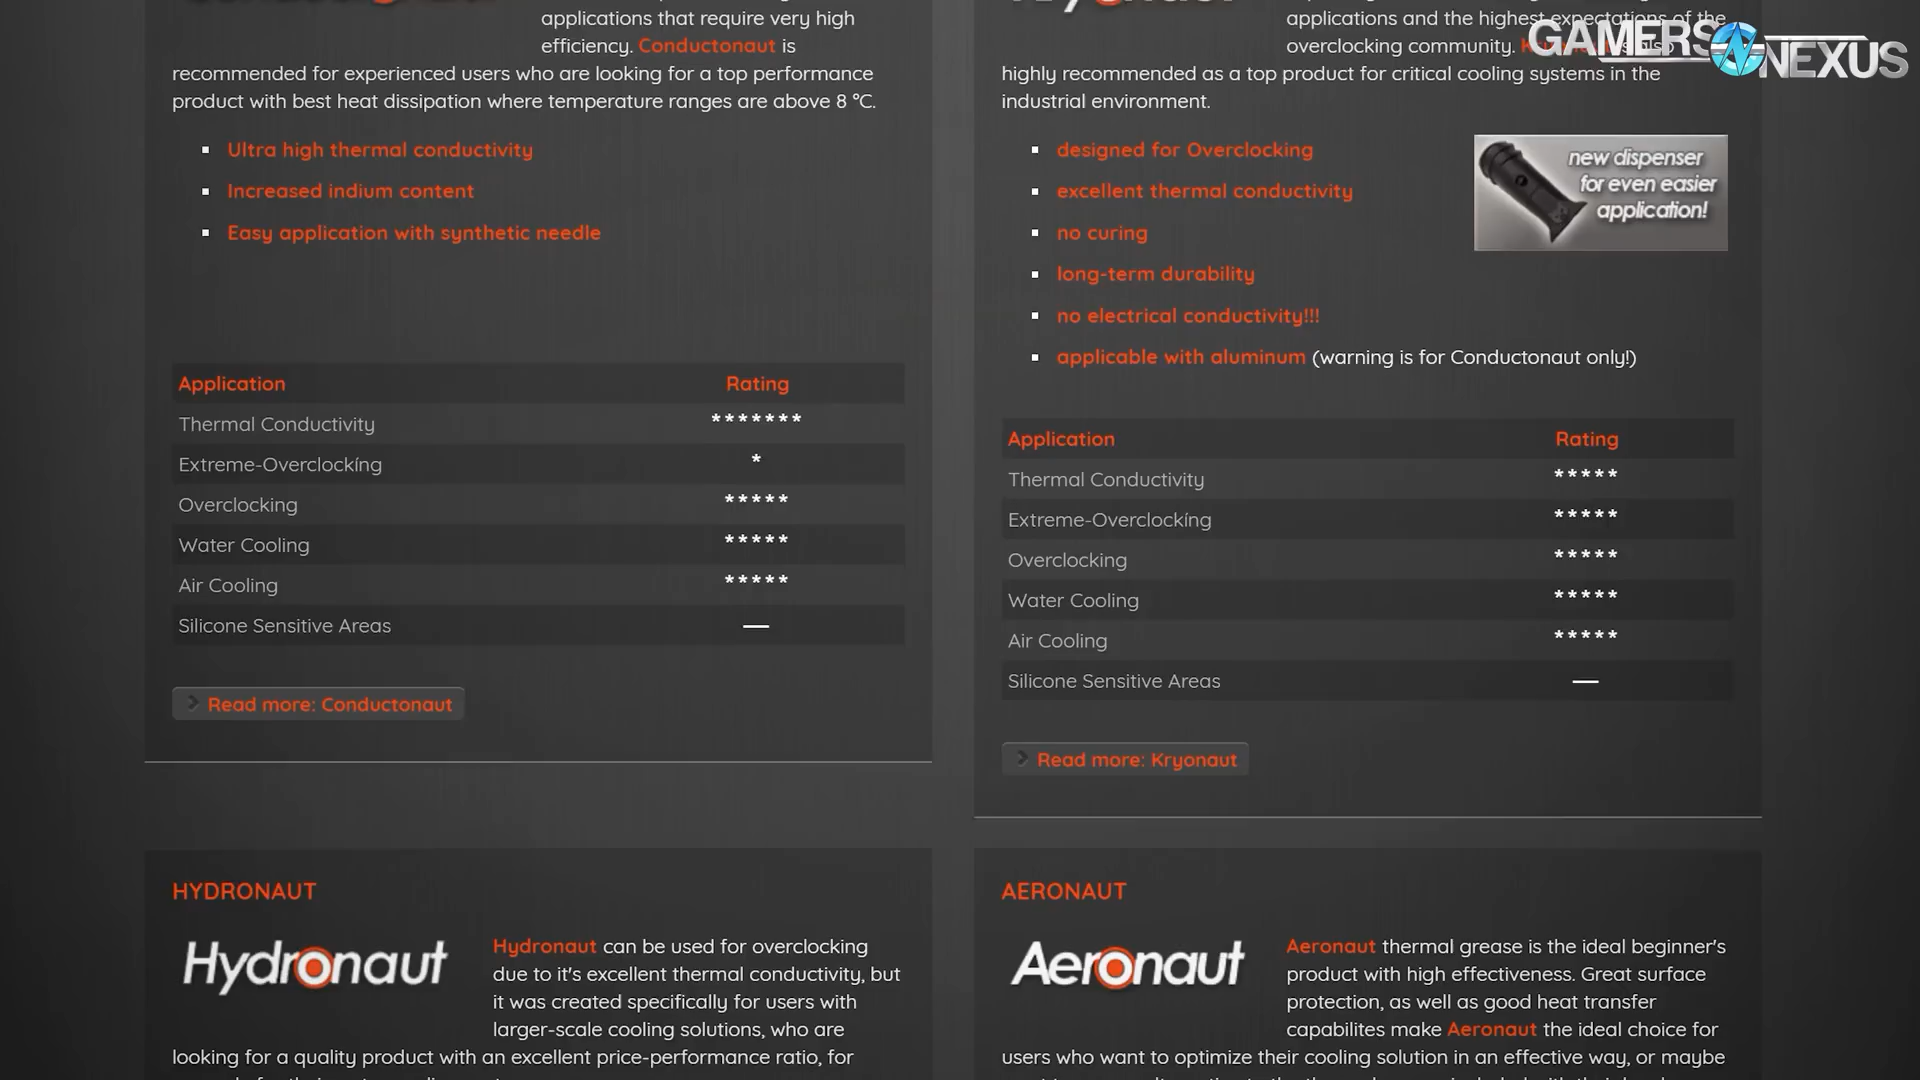 applications that require very high
efficiency. Conductonaut is
recommended for experienced users who are looking for a top performance
product with best heat dissipation where temperature ranges are above 8 °C.
▪ Ultra high thermal conductivity
▪ Increased indium content
▪ Easy application with synthetic needle
Application Rating
Thermal Conductivity *******
Extreme-Overclockíng *
Overclocking *****
Water Cooling *****
Air Cooling *****
Silicone Sensitive Areas —
Read more: Conductonaut
applications and the highest expectations of the
overclocking community. also
highly recommended as a top product for critical cooling systems in the
industrial environment.
GAMERS NEXUS
▪ designed for Overclocking
▪ excellent thermal conductivity
▪ no curing
▪ long-term durability
▪ no electrical conductivity!!!
▪ applicable with aluminum (warning is for Conductonaut only!)
new dispenser
for even easier
application!
Application Rating
Thermal Conductivity *****
Extreme-Overclockíng *****
Overclocking *****
Water Cooling *****
Air Cooling *****
Silicone Sensitive Areas —
Read more: Kryonaut
HYDRONAUT
Hydronaut
Hydronaut can be used for overclocking
due to it's excellent thermal conductivity, but
it was created specifically for users with
larger-scale cooling solutions, who are
looking for a quality product with an excellent price-performance ratio, for
AERONAUT
Aeronaut
Aeronaut thermal grease is the ideal beginner's
product with high effectiveness. Great surface
protection, as well as good heat transfer
capabilites make Aeronaut the ideal choice for
users who want to optimize their cooling solution in an effective way, or maybe